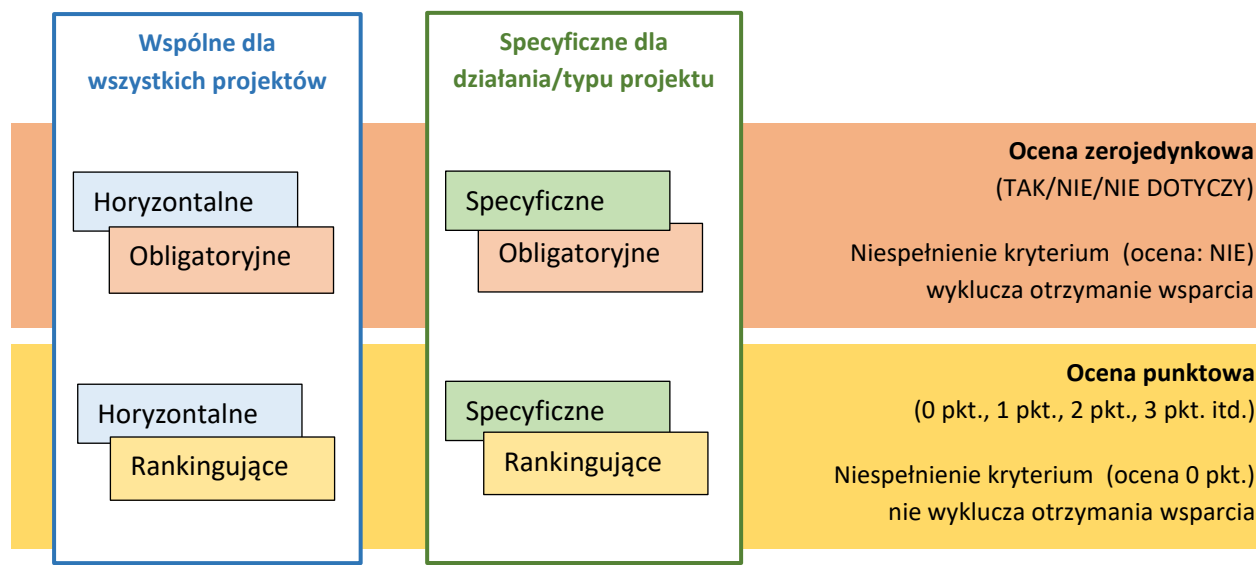 Wspólne dla
wszystkich projektów
Specyficzne dla
działania/typu projektu
Ocena zerojedynkowa
(TAK/NIE/NIE DOTYCZY)
Horyzontalne
Obligatoryjne
Specyficzne
Obligatoryjne
Niespełnienie kryterium  (ocena: NIE)
wyklucza otrzymanie wsparcia
Ocena punktowa
(0 pkt., 1 pkt., 2 pkt., 3 pkt. itd.)
Horyzontalne
Rankingujące
Specyficzne
Rankingujące
Niespełnienie kryterium  (ocena 0 pkt.)
nie wyklucza otrzymania wsparcia